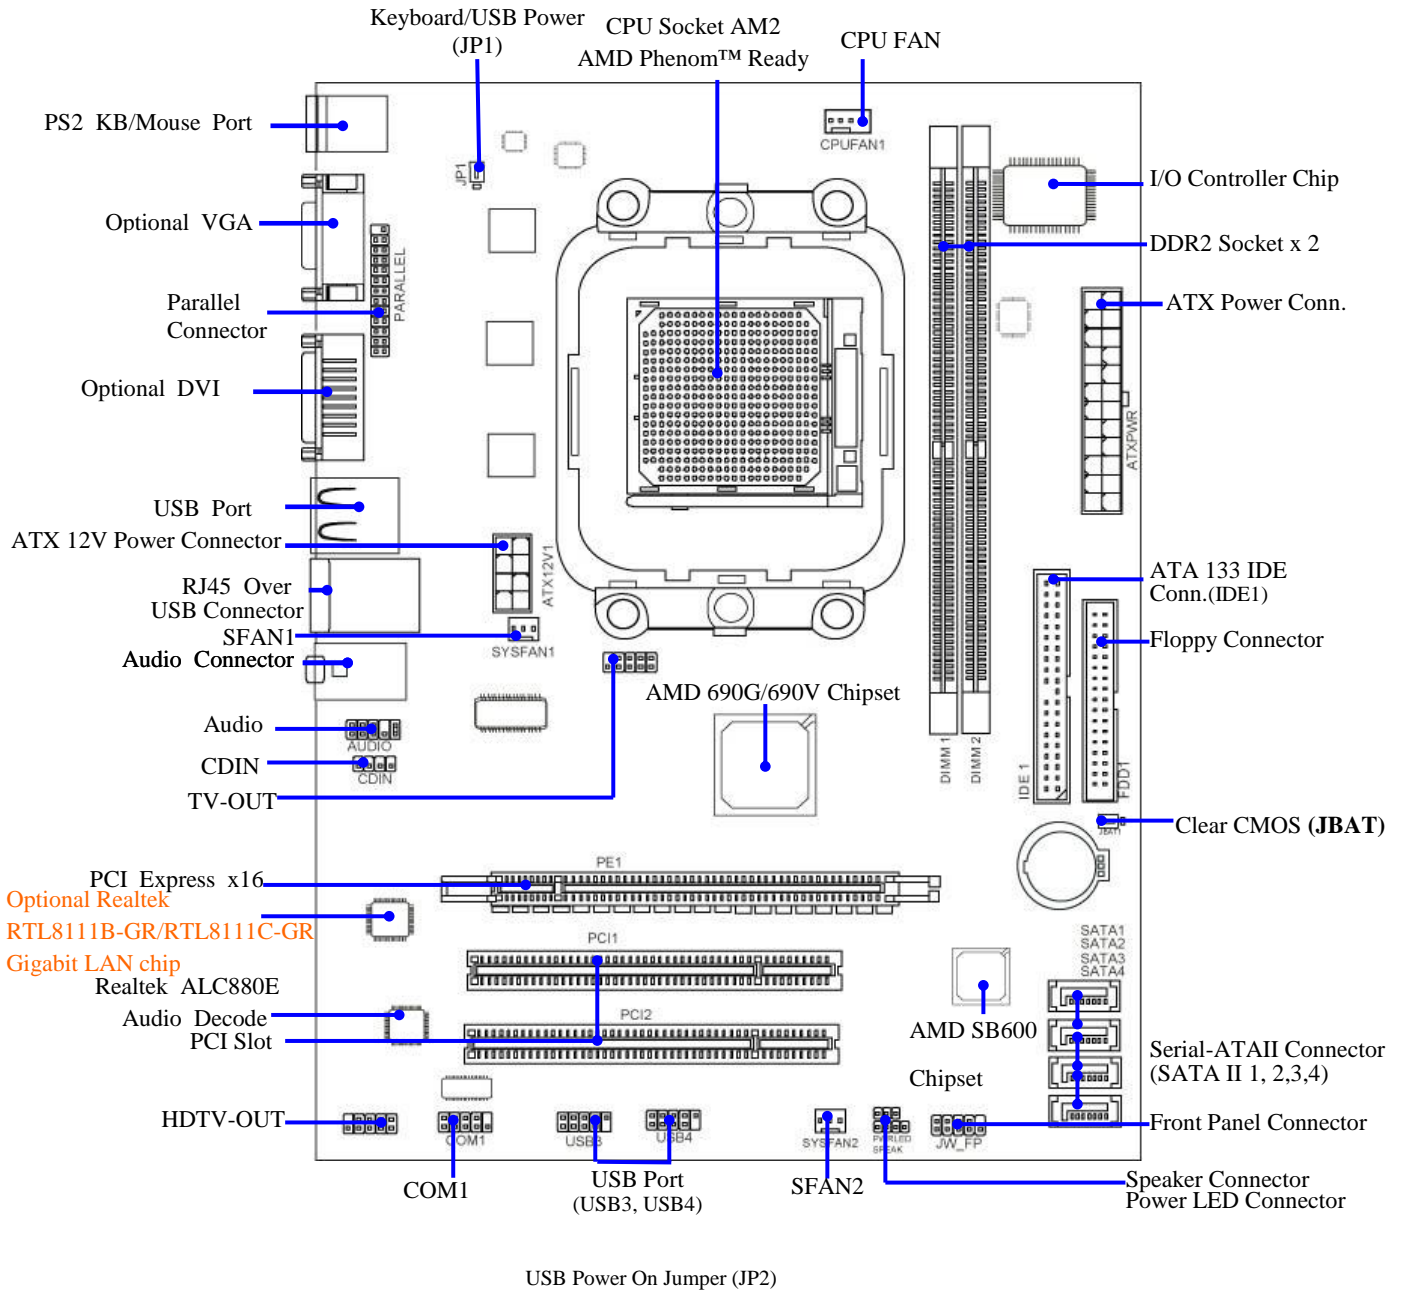 Keyboard/USB Power
(JP1)
CPU Socket AM2
AMD Phenom™ Ready
CPU FAN
PS2 KB/Mouse Port
CPUFAN1
JP1
I/O Controller Chip
Optional VGA
DDR2 Socket x 2
PARALLEL
Parallel
Connector
ATX Power Conn.
Optional DVI
ATXPWR
USB Port
ATX 12V Power Connector
ATX12V1
RJ45 Over
USB Connector
ATA 133 IDE
Conn.(IDE1)
SFAN1
SYSFAN1
Floppy Connector
Audio Connector
AMD 690G/690V Chipset
Audio
AUDIO
DIMM 1
DIMM 2
IDE 1
FDD1
CDIN
CDIN
TV-OUT
Clear CMOS (JBAT)
JBAT1
PE1
PCI Express x16
Optional Realtek
RTL8111B-GR/RTL8111C-GR
Gigabit LAN chip
PCI1
SATA1
SATA2
SATA3
SATA4
Realtek ALC880E
Audio Decode
PCI Slot
PCI2
AMD SB600
Chipset
Serial-ATAII Connector
(SATA II 1, 2,3,4)
HDTV-OUT
COM1
USB3
USB4
SYSFAN2
PWRLED
SPEAK
JW_FP
Front Panel Connector
COM1
USB Port
(USB3, USB4)
SFAN2
Speaker Connector
Power LED Connector
USB Power On Jumper (JP2)